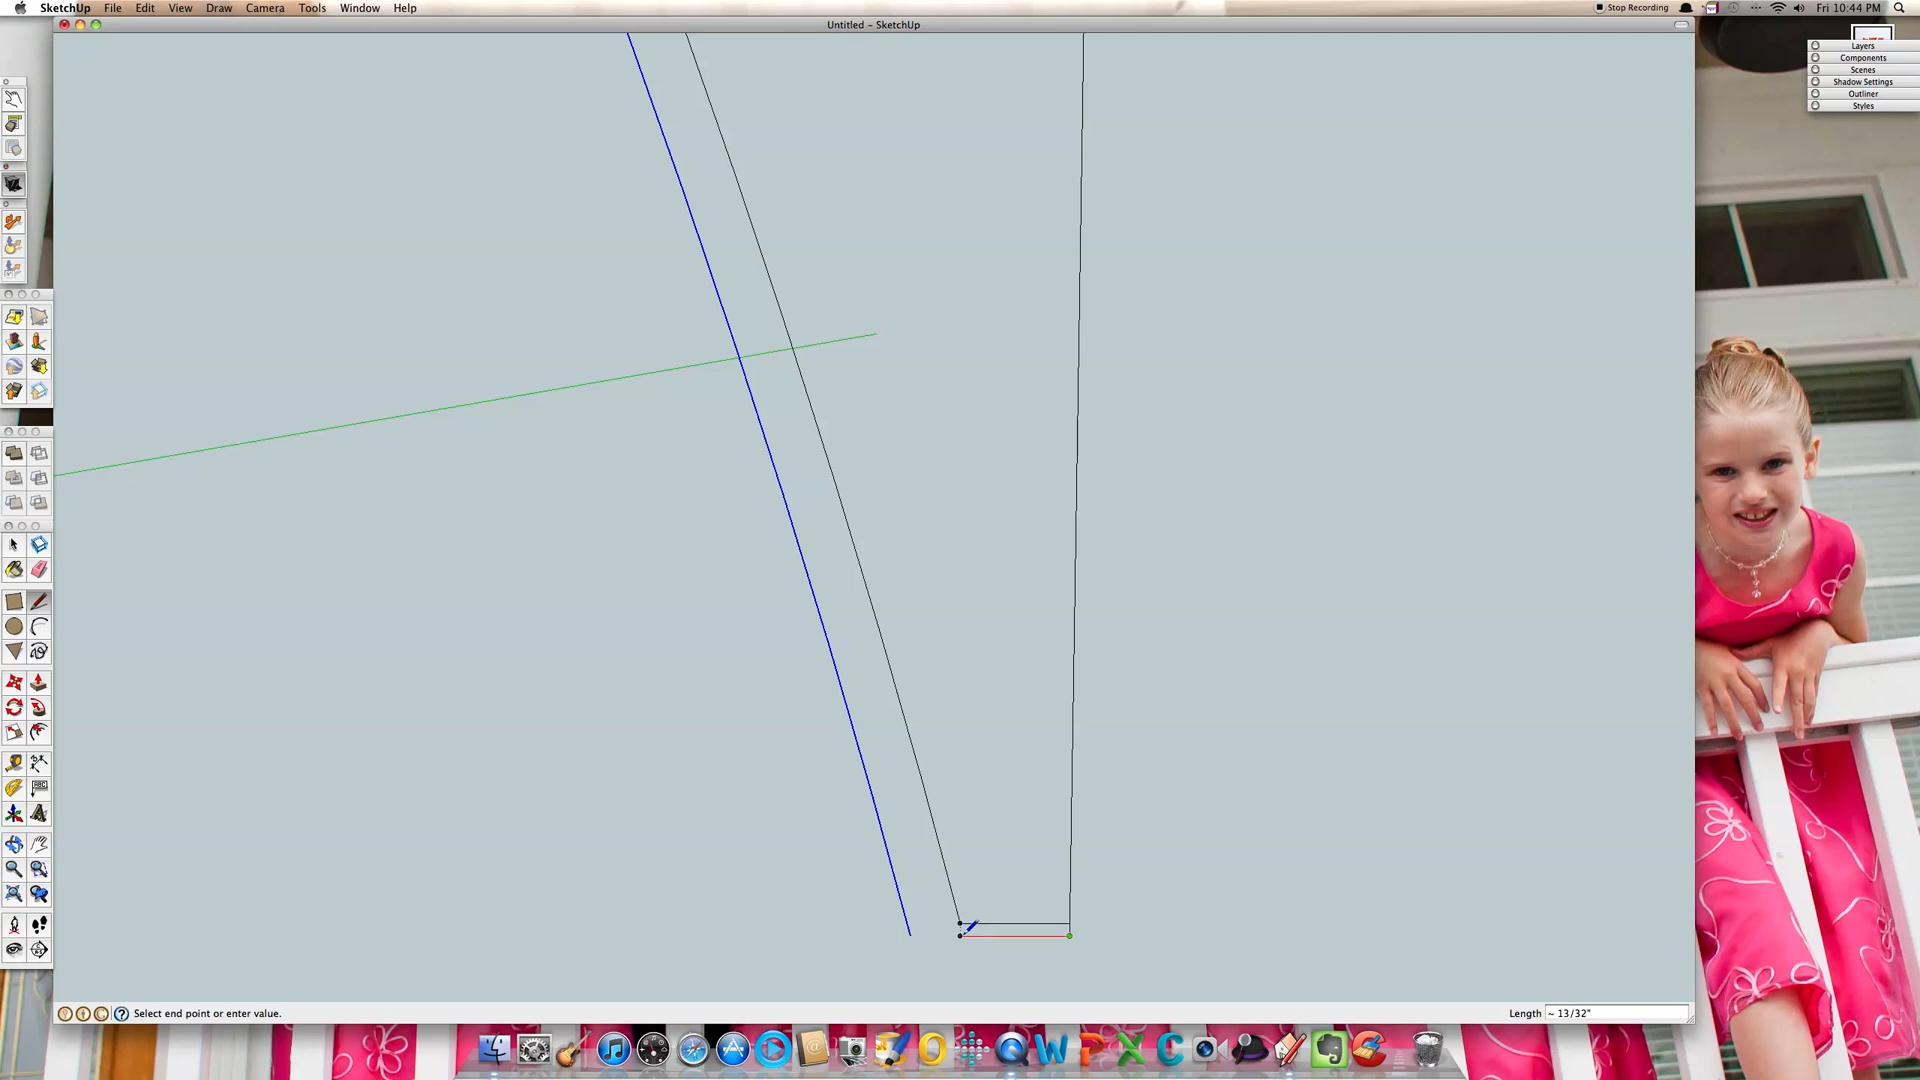 SketchUp File Edit View Draw Camera Tools Window Help
Stop Recording
Fri 10:44 PM
Untitled – SketchUp
Layers
Components
Scenes
Shadow Settings
Outliner
Styles
ABC
Select end point or enter value.
Length ~ 13/32"